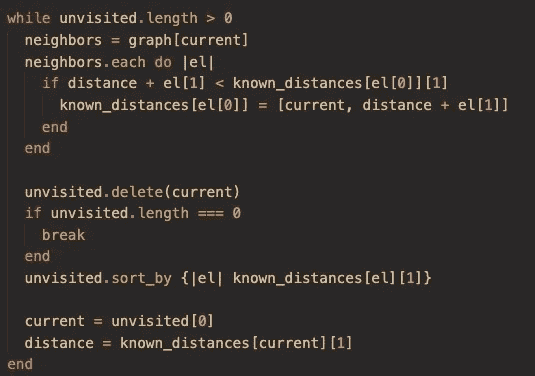 while unvisited.length > 0
  neighbors = graph[current]
  neighbors.each do |el|
    if distance + el[1] < known_distances[el[0]][1]
      known_distances[el[0]] = [current, distance + el[1]]
    end
  end

  unvisited.delete(current)
  if unvisited.length === 0
    break
  end
  unvisited.sort_by {|el| known_distances[el][1]}

  current = unvisited[0]
  distance = known_distances[current][1]
end